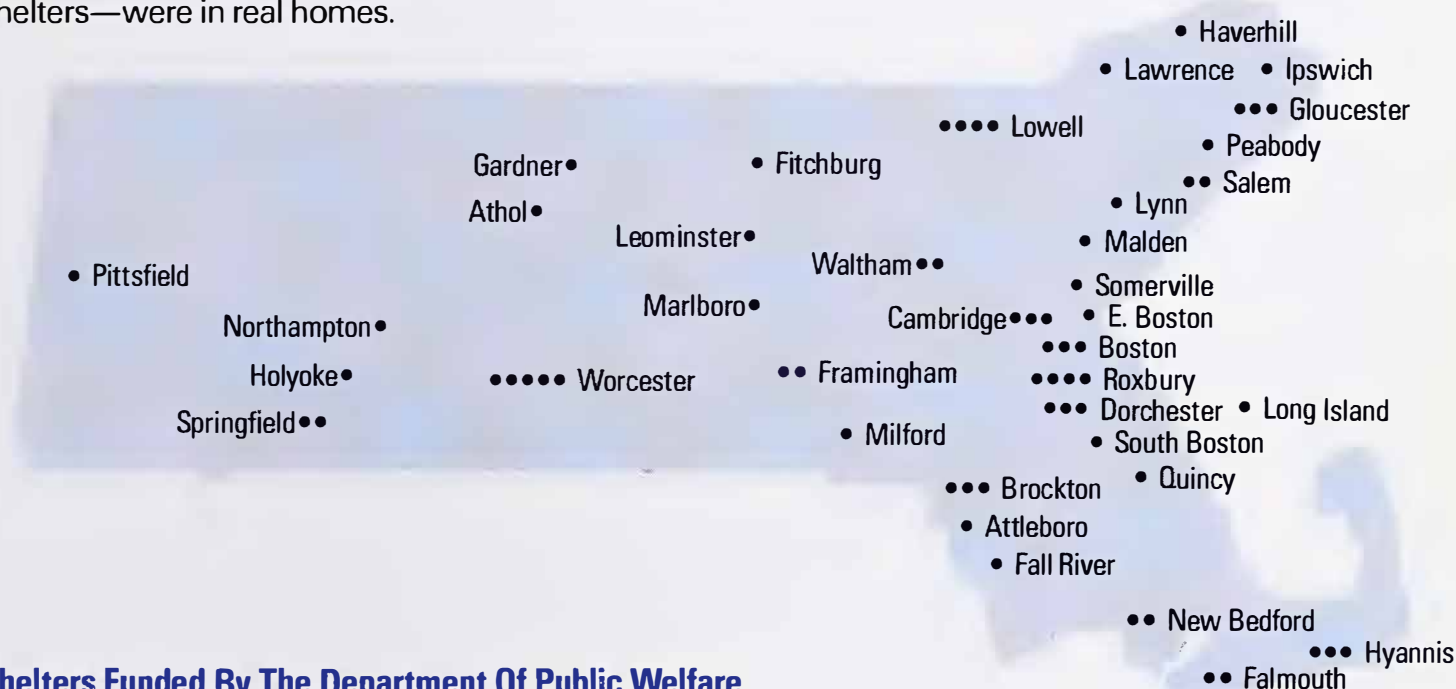 helters—were in real homes.
• Haverhill
• Lawrence • Ipswich
••• Gloucester
•••• Lowell
• Peabody
Gardner•
• Fitchburg
•• Salem
Athol•
• Lynn
Leominster•
• Malden
Waltham••
• Pittsfield
• Somerville
Marlboro•
Cambridge•••
• E. Boston
Northampton•
••• Boston
Holyoke•
••••• Worcester
•• Framingham
•••• Roxbury
••• Dorchester • Long Island
Springfield••
• Milford
• South Boston
• Quincy
••• Brockton
• Attleboro
• Fall River
•• New Bedford
••• Hyannis
helters Funded By The Department Of Public Welfare
•• Falmouth